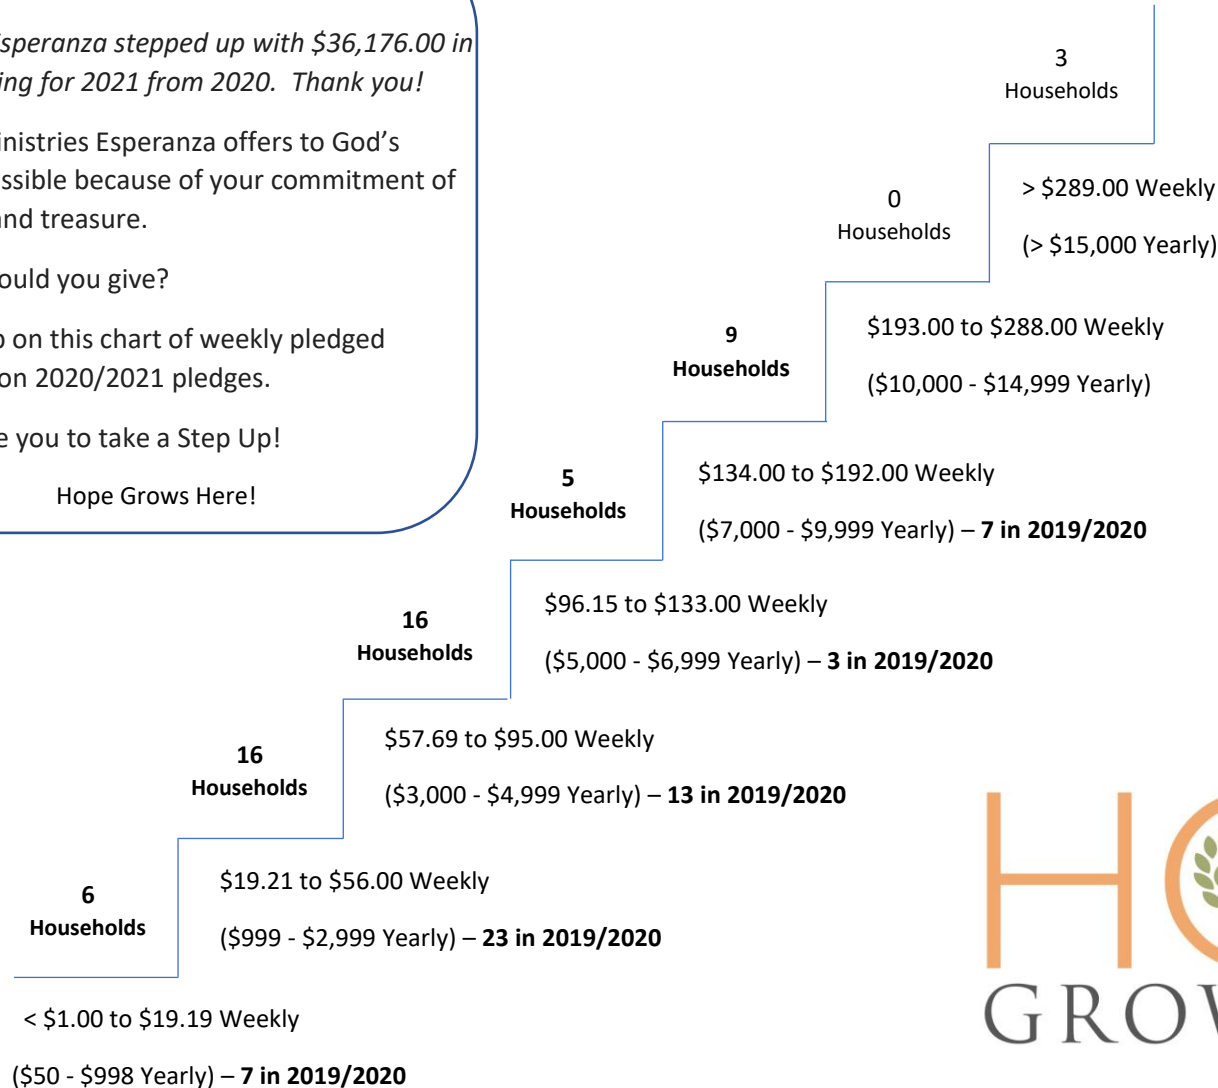 Esperanza stepped up with $36,176.00 in
for 2021 from 2020.  Thank you!
Esperanza offers to God's
because of your commitment of
and treasure.
you give?
on this chart of weekly pledged
on 2020/2021 pledges.
you to take a Step Up!
Hope Grows Here!
3
Households
> $289.00 Weekly
(> $15,000 Yearly)
0
Households
$193.00 to $288.00 Weekly
($10,000 - $14,999 Yearly)
9
Households
$134.00 to $192.00 Weekly
($7,000 - $9,999 Yearly) – 7 in 2019/2020
5
Households
$96.15 to $133.00 Weekly
($5,000 - $6,999 Yearly) – 3 in 2019/2020
16
Households
$57.69 to $95.00 Weekly
($3,000 - $4,999 Yearly) – 13 in 2019/2020
16
Households
$19.21 to $56.00 Weekly
($999 - $2,999 Yearly) – 23 in 2019/2020
6
Households
< $1.00 to $19.19 Weekly
($50 - $998 Yearly) – 7 in 2019/2020
H
GRO